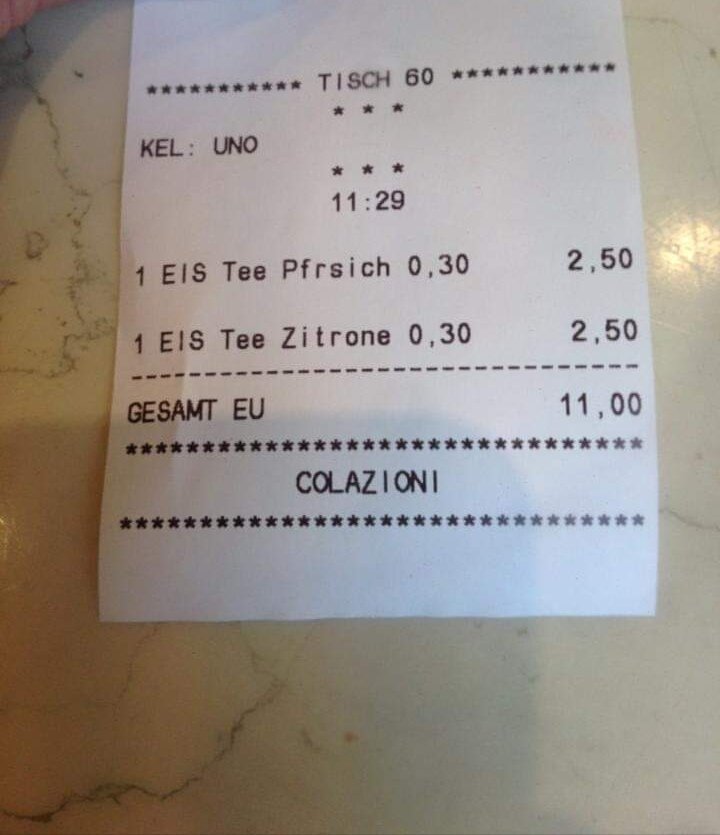 *********** TISCH 60 ***********
* * *
KEL: UNO
* * *
11:29
1 EIS Tee Pfrsich 0,30 2,50
1 EIS Tee Zitrone 0,30 2,50
--------------------------------
GESAMT EU 11,00
********************************
COLAZIONI
********************************